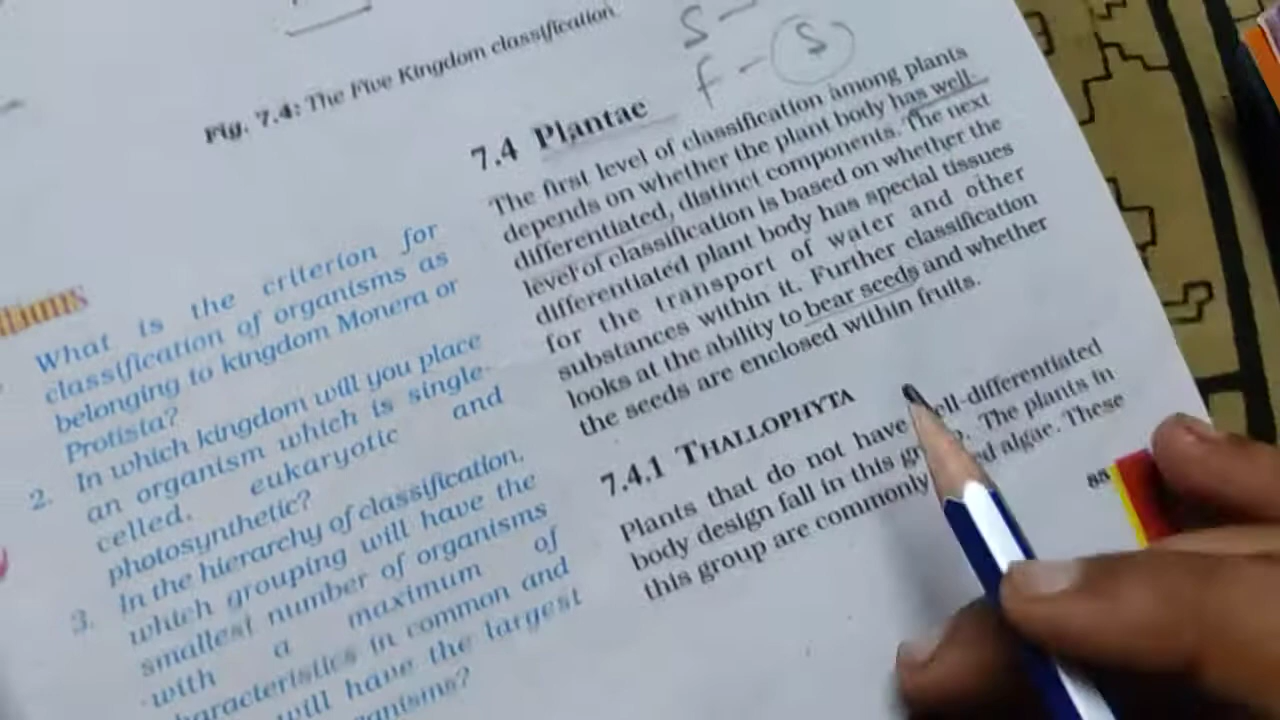 Fig. 7.4: The Five Kingdom classification
S –
f – S
What is the criterion for
classification of organisms as
belonging to kingdom Monera or
Protista?
2. In which kingdom will you place
an organism which is single-
celled, eukaryotic and
photosynthetic?
3. In the hierarchy of classification,
which grouping will have the
smallest number of organisms
with a maximum of
characteristics in common and
will have the largest
7.4 Plantae
The first level of classification among plants
depends on whether the plant body has well-
differentiated, distinct components. The next
level of classification is based on whether the
differentiated plant body has special tissues
for the transport of water and other
substances within it. Further classification
looks at the ability to bear seeds and whether
the seeds are enclosed within fruits.
7.4.1 THALLOPHYTA
Plants that do not have well-differentiated
body design fall in this The plants in
this group are commonly algae. These